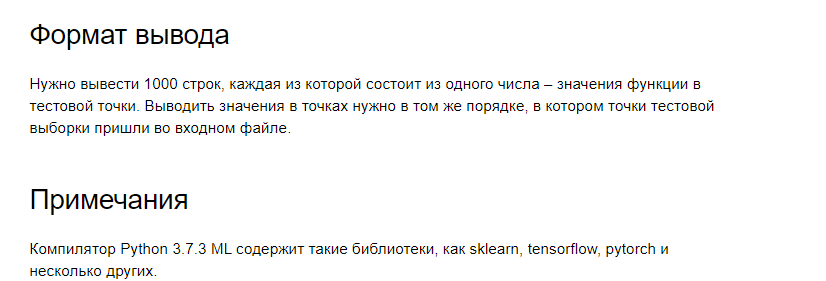 Формат вывода
Нужно вывести 1000 строк, каждая из которой состоит из одного числа – значения функции в
тестовой точки. Выводить значения в точках нужно в том же порядке, в котором точки тестовой
выборки пришли во входном файле.
Примечания
Компилятор Python 3.7.3 ML содержит такие библиотеки, как sklearn, tensorflow, pytorch и
несколько других.